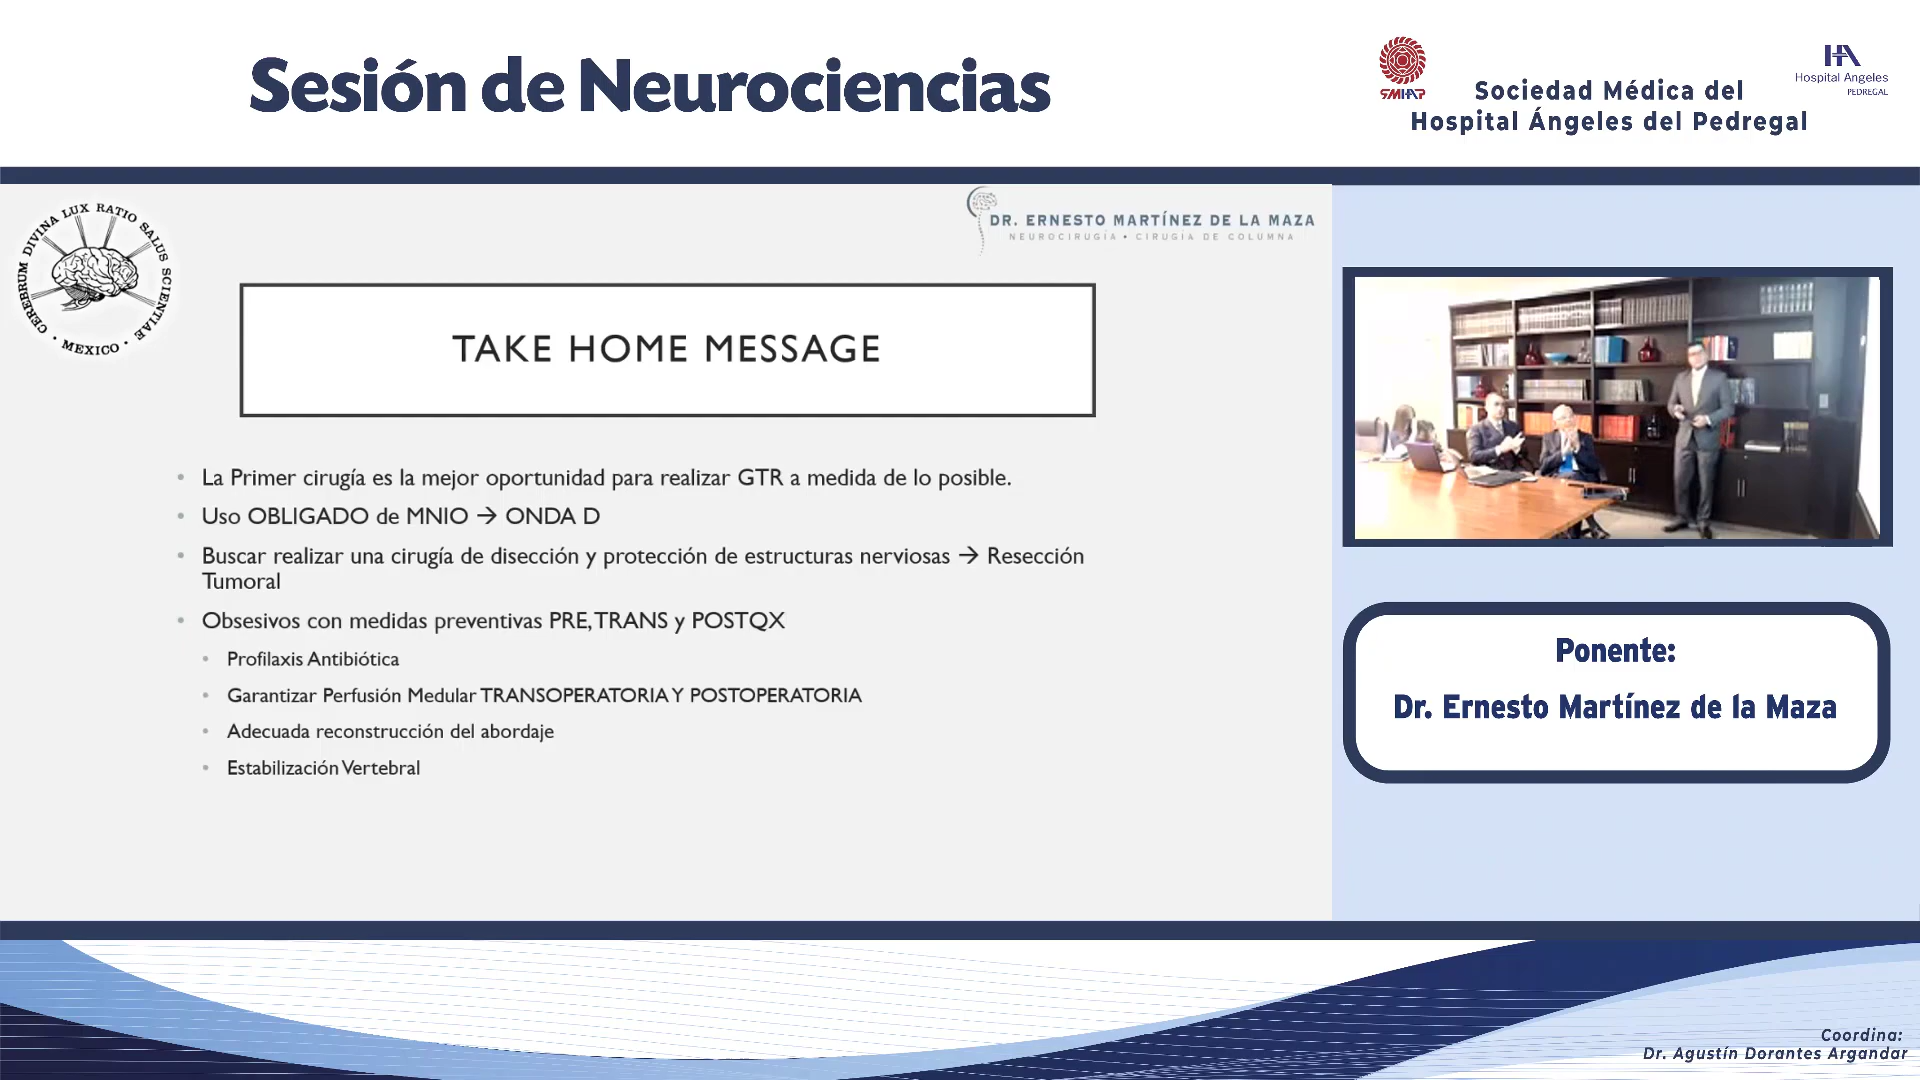 Sesión de Neurociencias
SMHAP
Sociedad Médica del
Hospital Ángeles del Pedregal
HA
Hospital Angeles
PEDREGAL
CEREBRUM DIVINA LUX RATIO SALUS SCIENTIAE
· MEXICO ·
DR. ERNESTO MARTÍNEZ DE LA MAZA
NEUROCIRUGÍA • CIRUGÍA DE COLUMNA
TAKE HOME MESSAGE
• La Primer cirugía es la mejor oportunidad para realizar GTR a medida de lo posible.
• Uso OBLIGADO de MNIO → ONDA D
• Buscar realizar una cirugía de disección y protección de estructuras nerviosas → Resección
Tumoral
• Obsesivos con medidas preventivas PRE, TRANS y POSTQX
• Profilaxis Antibiótica
• Garantizar Perfusión Medular TRANSOPERATORIA Y POSTOPERATORIA
• Adecuada reconstrucción del abordaje
• Estabilización Vertebral
Ponente:
Dr. Ernesto Martínez de la Maza
Coordina:
Dr. Agustín Dorantes Argandar